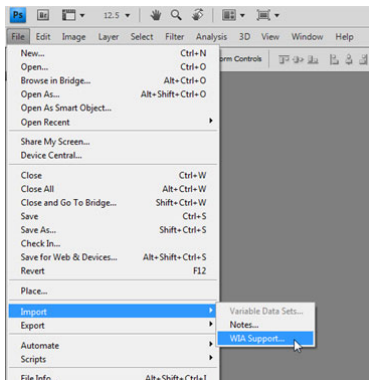 Ps Br 12.5
File Edit Image Layer Select Filter Analysis 3D View Window Help
orm Controls
New... Ctrl+N
Open... Ctrl+O
Browse in Bridge... Alt+Ctrl+O
Open As... Alt+Shift+Ctrl+O
Open As Smart Object...
Open Recent
Share My Screen...
Device Central...
Close Ctrl+W
Close All Alt+Ctrl+W
Close and Go To Bridge... Shift+Ctrl+W
Save Ctrl+S
Save As... Shift+Ctrl+S
Check In...
Save for Web & Devices... Alt+Shift+Ctrl+S
Revert F12
Place...
Import
Variable Data Sets...
Export
Notes...
WIA Support...
Automate
Scripts
File Info... Alt+Shift+Ctrl+I